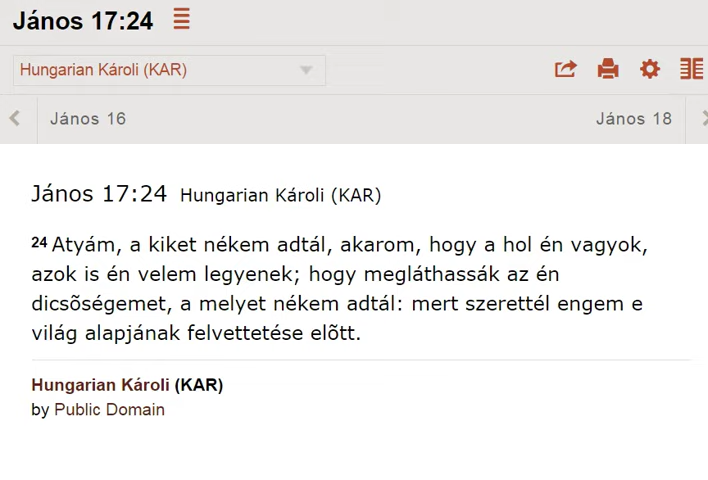 János 17:24
Hungarian Károli (KAR)
János 16
János 18
János 17:24 Hungarian Károli (KAR)
24 Atyám, a kiket nékem adtál, akarom, hogy a hol én vagyok,
azok is én velem legyenek; hogy megláthassák az én
dicsõségemet, a melyet nékem adtál: mert szerettél engem e
világ alapjának felvettetése elõtt.
Hungarian Károli (KAR)
by Public Domain